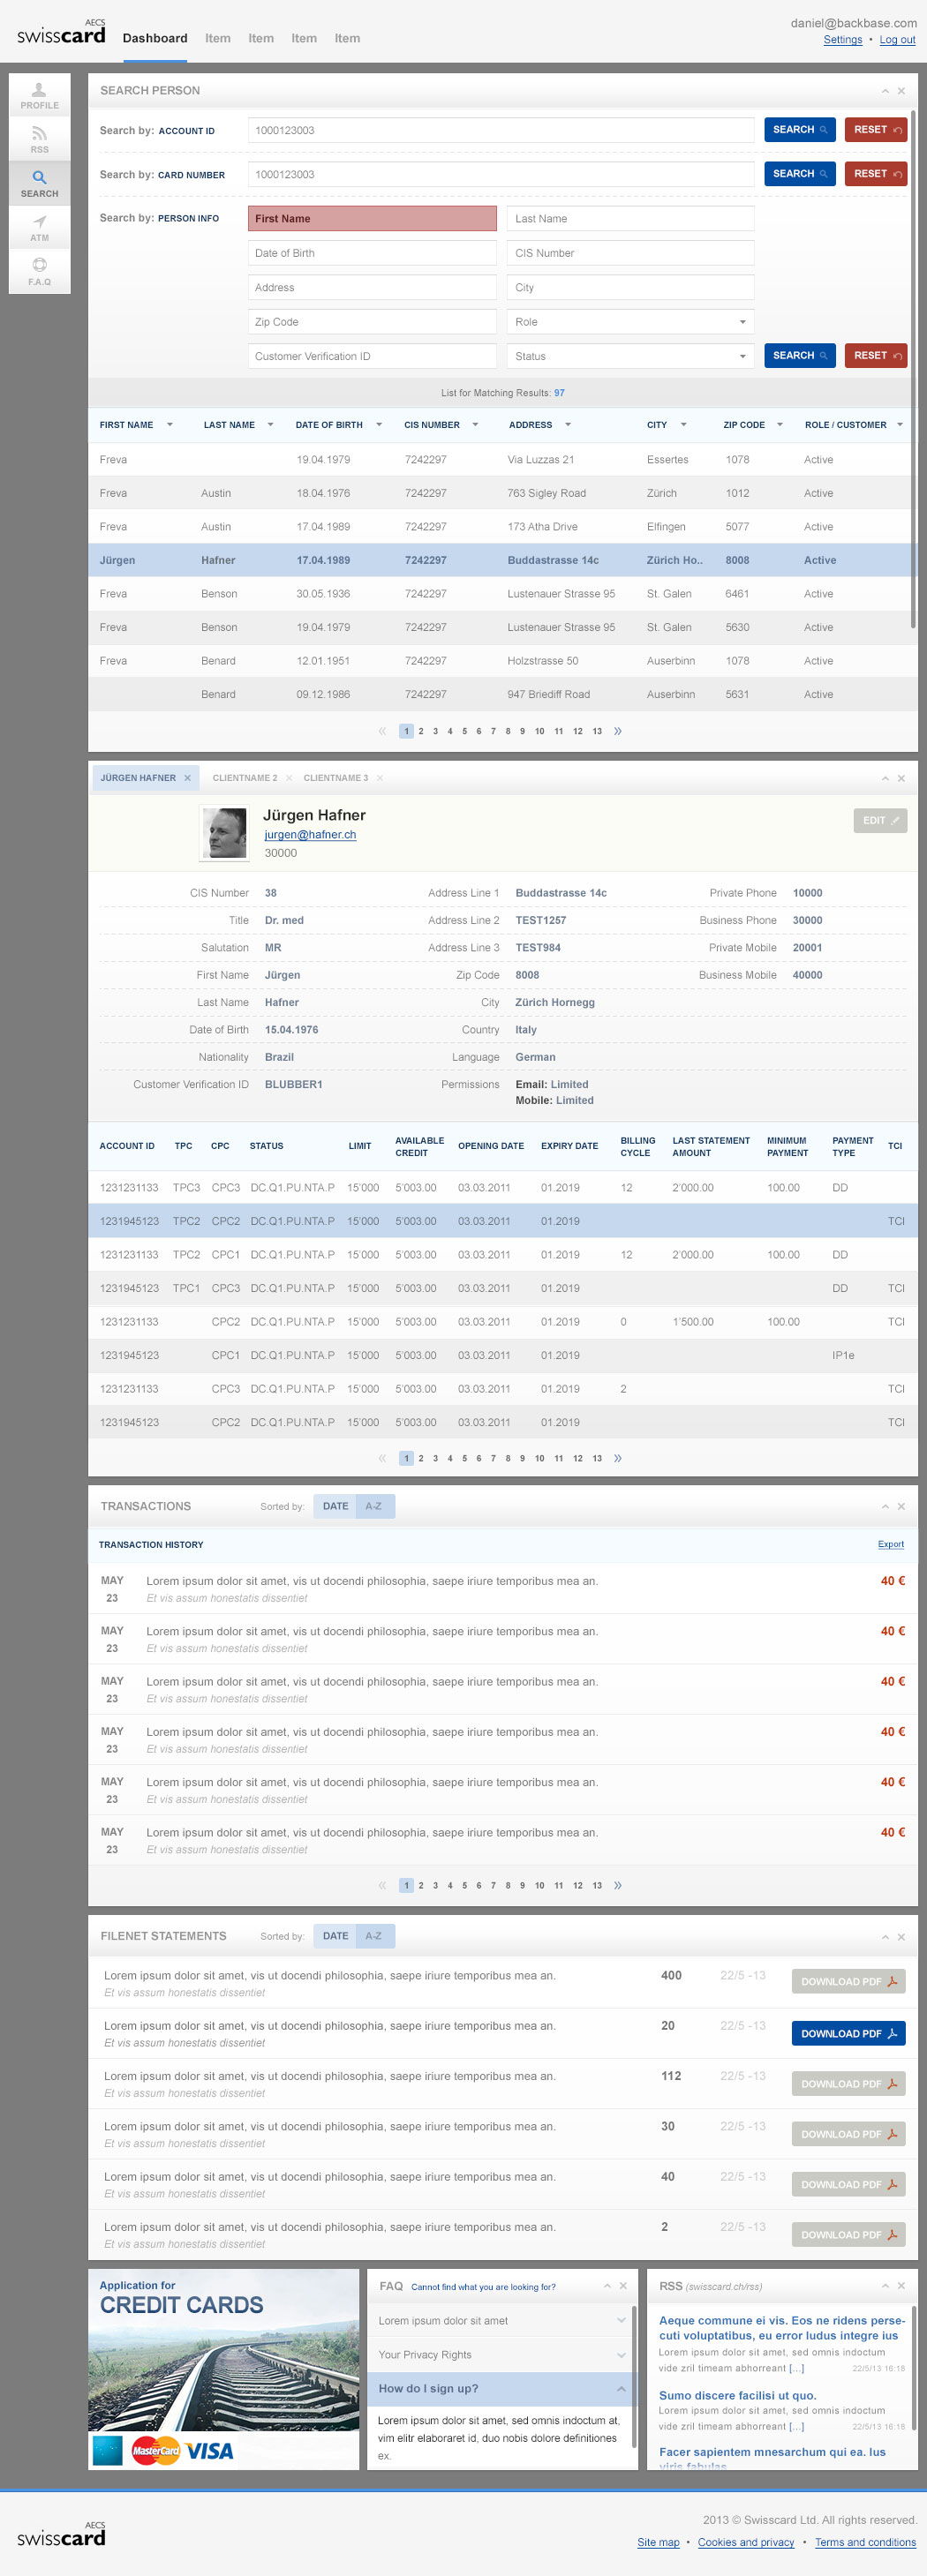 AECS
swisscard
Dashboard Item Item Item Item
daniel@backbase.com
Settings • Log out
PROFILE
RSS
SEARCH
ATM
F.A.Q
SEARCH PERSON
Search by: ACCOUNT ID 1000123003 SEARCH RESET
Search by: CARD NUMBER 1000123003 SEARCH RESET
Search by: PERSON INFO First Name Last Name
Date of Birth CIS Number
Address City
Zip Code Role
Customer Verification ID Status SEARCH RESET
List for Matching Results: 97
FIRST NAME LAST NAME DATE OF BIRTH CIS NUMBER ADDRESS CITY ZIP CODE ROLE / CUSTOMER
Freva 19.04.1979 7242297 Via Luzzas 21 Essertes 1078 Active
Freva Austin 18.04.1976 7242297 763 Sigley Road Zürich 1012 Active
Freva Austin 17.04.1989 7242297 173 Atha Drive Elfingen 5077 Active
Jürgen Hafner 17.04.1989 7242297 Buddastrasse 14c Zürich Ho.. 8008 Active
Freva Benson 30.05.1936 7242297 Lustenauer Strasse 95 St. Galen 6461 Active
Freva Benson 19.04.1979 7242297 Lustenauer Strasse 95 St. Galen 5630 Active
Freva Benard 12.01.1951 7242297 Holzstrasse 50 Auserbinn 1078 Active
Benard 09.12.1986 7242297 947 Briediff Road Auserbinn 5631 Active
« 1 2 3 4 5 6 7 8 9 10 11 12 13 »
JÜRGEN HAFNER × CLIENTNAME 2 × CLIENTNAME 3 ×
Jürgen Hafner
jurgen@hafner.ch
30000
EDIT
CIS Number 38 Address Line 1 Buddastrasse 14c Private Phone 10000
Title Dr. med Address Line 2 TEST1257 Business Phone 30000
Salutation MR Address Line 3 TEST984 Private Mobile 20001
First Name Jürgen Zip Code 8008 Business Mobile 40000
Last Name Hafner City Zürich Hornegg
Date of Birth 15.04.1976 Country Italy
Nationality Brazil Language German
Customer Verification ID BLUBBER1 Permissions Email: Limited
Mobile: Limited
ACCOUNT ID TPC CPC STATUS LIMIT AVAILABLE CREDIT OPENING DATE EXPIRY DATE BILLING CYCLE LAST STATEMENT AMOUNT MINIMUM PAYMENT PAYMENT TYPE TCI
1231231133 TPC3 CPC3 DC.Q1.PU.NTA.P 15'000 5'003.00 03.03.2011 01.2019 12 2'000.00 100.00 DD
1231945123 TPC2 CPC2 DC.Q1.PU.NTA.P 15'000 5'003.00 03.03.2011 01.2019 TCI
1231231133 TPC2 CPC1 DC.Q1.PU.NTA.P 15'000 5'003.00 03.03.2011 01.2019 12 2'000.00 100.00 DD
1231945123 TPC1 CPC3 DC.Q1.PU.NTA.P 15'000 5'003.00 03.03.2011 01.2019 DD TCI
1231231133 CPC2 DC.Q1.PU.NTA.P 15'000 5'003.00 03.03.2011 01.2019 0 1'500.00 100.00 TCI
1231945123 CPC1 DC.Q1.PU.NTA.P 15'000 5'003.00 03.03.2011 01.2019 IP1e
1231231133 CPC3 DC.Q1.PU.NTA.P 15'000 5'003.00 03.03.2011 01.2019 2 TCI
1231945123 CPC2 DC.Q1.PU.NTA.P 15'000 5'003.00 03.03.2011 01.2019 TCI
« 1 2 3 4 5 6 7 8 9 10 11 12 13 »
TRANSACTIONS Sorted by: DATE A-Z
TRANSACTION HISTORY Export
MAY Lorem ipsum dolor sit amet, vis ut docendi philosophia, saepe iriure temporibus mea an. 40 €
23 Et vis assum honestatis dissentiet
MAY Lorem ipsum dolor sit amet, vis ut docendi philosophia, saepe iriure temporibus mea an. 40 €
23 Et vis assum honestatis dissentiet
MAY Lorem ipsum dolor sit amet, vis ut docendi philosophia, saepe iriure temporibus mea an. 40 €
23 Et vis assum honestatis dissentiet
MAY Lorem ipsum dolor sit amet, vis ut docendi philosophia, saepe iriure temporibus mea an. 40 €
23 Et vis assum honestatis dissentiet
MAY Lorem ipsum dolor sit amet, vis ut docendi philosophia, saepe iriure temporibus mea an. 40 €
23 Et vis assum honestatis dissentiet
MAY Lorem ipsum dolor sit amet, vis ut docendi philosophia, saepe iriure temporibus mea an. 40 €
23 Et vis assum honestatis dissentiet
« 1 2 3 4 5 6 7 8 9 10 11 12 13 »
FILENET STATEMENTS Sorted by: DATE A-Z
Lorem ipsum dolor sit amet, vis ut docendi philosophia, saepe iriure temporibus mea an. 400 22/5 -13 DOWNLOAD PDF
Et vis assum honestatis dissentiet
Lorem ipsum dolor sit amet, vis ut docendi philosophia, saepe iriure temporibus mea an. 20 22/5 -13 DOWNLOAD PDF
Et vis assum honestatis dissentiet
Lorem ipsum dolor sit amet, vis ut docendi philosophia, saepe iriure temporibus mea an. 112 22/5 -13 DOWNLOAD PDF
Et vis assum honestatis dissentiet
Lorem ipsum dolor sit amet, vis ut docendi philosophia, saepe iriure temporibus mea an. 30 22/5 -13 DOWNLOAD PDF
Et vis assum honestatis dissentiet
Lorem ipsum dolor sit amet, vis ut docendi philosophia, saepe iriure temporibus mea an. 40 22/5 -13 DOWNLOAD PDF
Et vis assum honestatis dissentiet
Lorem ipsum dolor sit amet, vis ut docendi philosophia, saepe iriure temporibus mea an. 2 22/5 -13 DOWNLOAD PDF
Et vis assum honestatis dissentiet
Application for
CREDIT CARDS
MasterCard VISA
FAQ Cannot find what you are looking for?
Lorem ipsum dolor sit amet
Your Privacy Rights
How do I sign up?
Lorem ipsum dolor sit amet, sed omnis indoctum at,
vim elitr elaboraret id, duo nobis dolore definitiones
ex.
RSS (swisscard.ch/rss)
Aeque commune ei vis. Eos ne ridens perse-
cuti voluptatibus, eu error ludus integre ius
Lorem ipsum dolor sit amet, sed omnis indoctum
vide zril timeam abhorreant [...] 22/5/13 16:18
Sumo discere facilisi ut quo.
Lorem ipsum dolor sit amet, sed omnis indoctum
vide zril timeam abhorreant [...] 22/5/13 16:18
Facer sapientem mnesarchum qui ea. Ius
viris fabulas
AECS
swisscard
2013 © Swisscard Ltd. All rights reserved.
Site map • Cookies and privacy • Terms and conditions